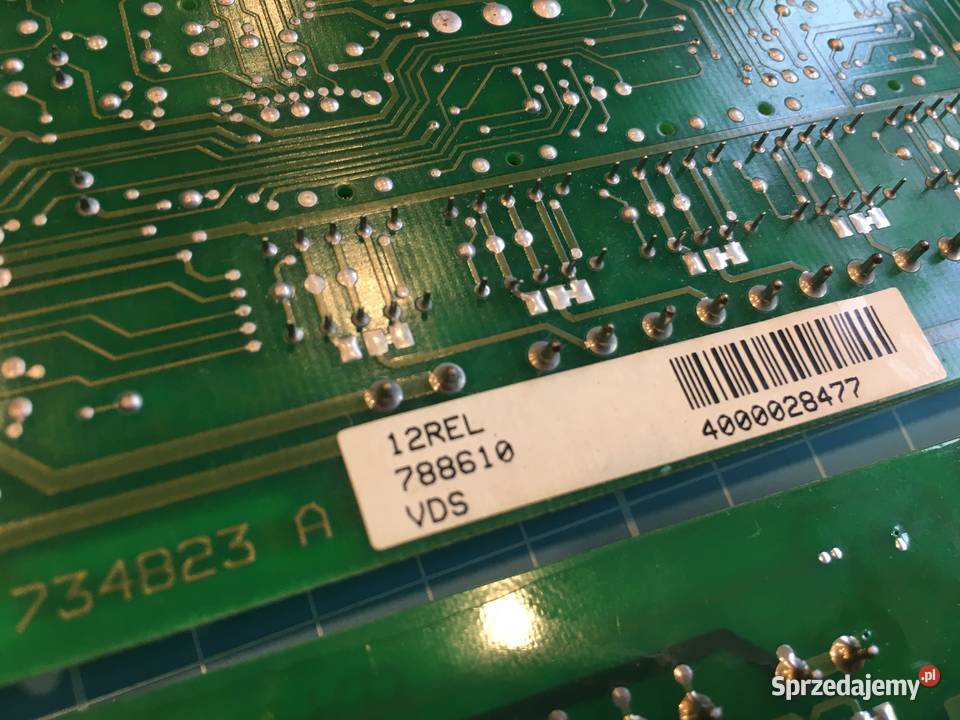 12REL
788610
VDS
4000028477
734823 A
Sprzedajemy.pl